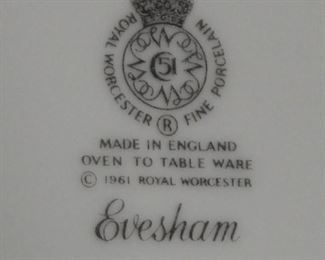 ROYAL WORCESTER ® FINE PORCELAIN
51
MADE IN ENGLAND
OVEN TO TABLE WARE
© 1961 ROYAL WORCESTER
Evesham